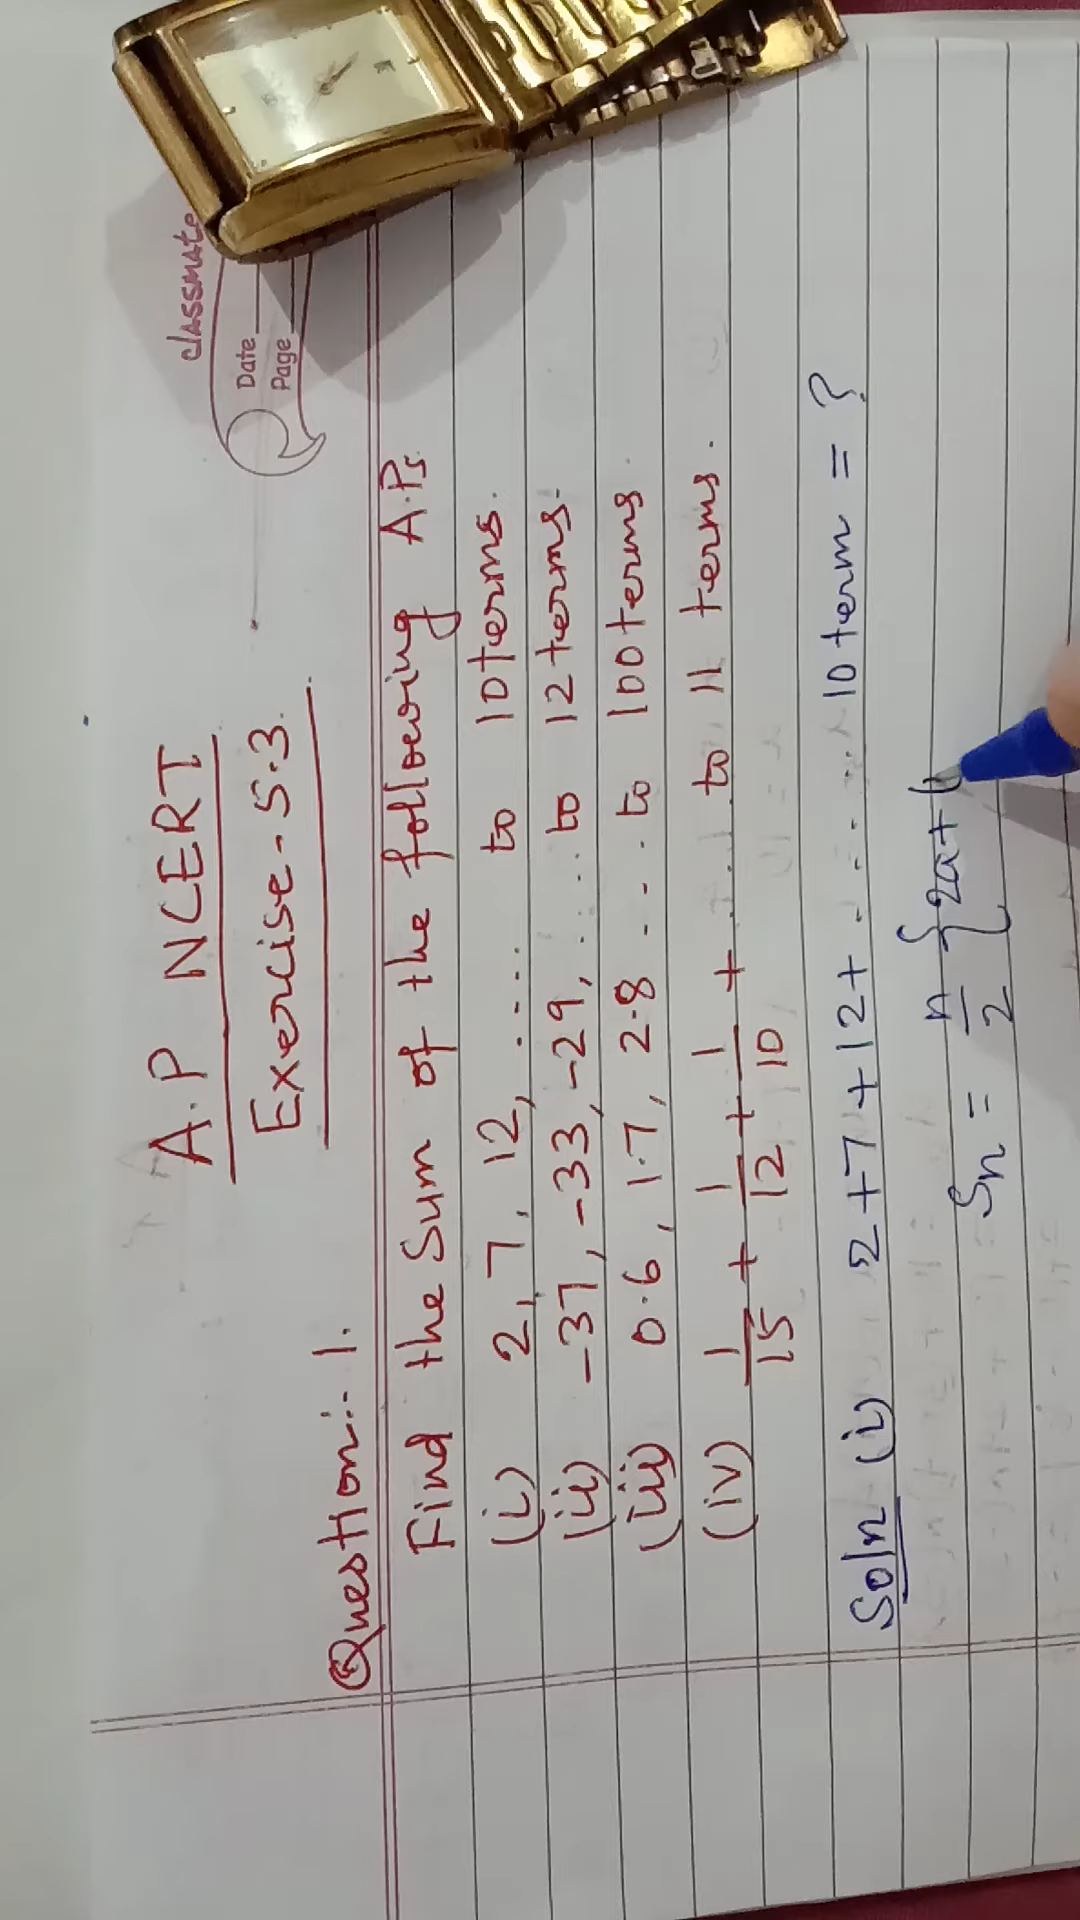 classmate
Date
Page
A.P NCERT
Exercise - 5.3.
Question:- 1.
Find the Sum of the following A.Ps
(i) 2, 7, 12, .... to 10 terms.
(ii) -37, -33, -29, .... to 12 terms.
(iii) 0.6, 1.7, 2.8 - - - . to 100 terms.
(iv) 1/15 + 1/12 + 1/10 + ... to 11 terms.
Soln (i) 2+7+12+ - - - .... 10 term = ?
Sn = n/2 {2a+(